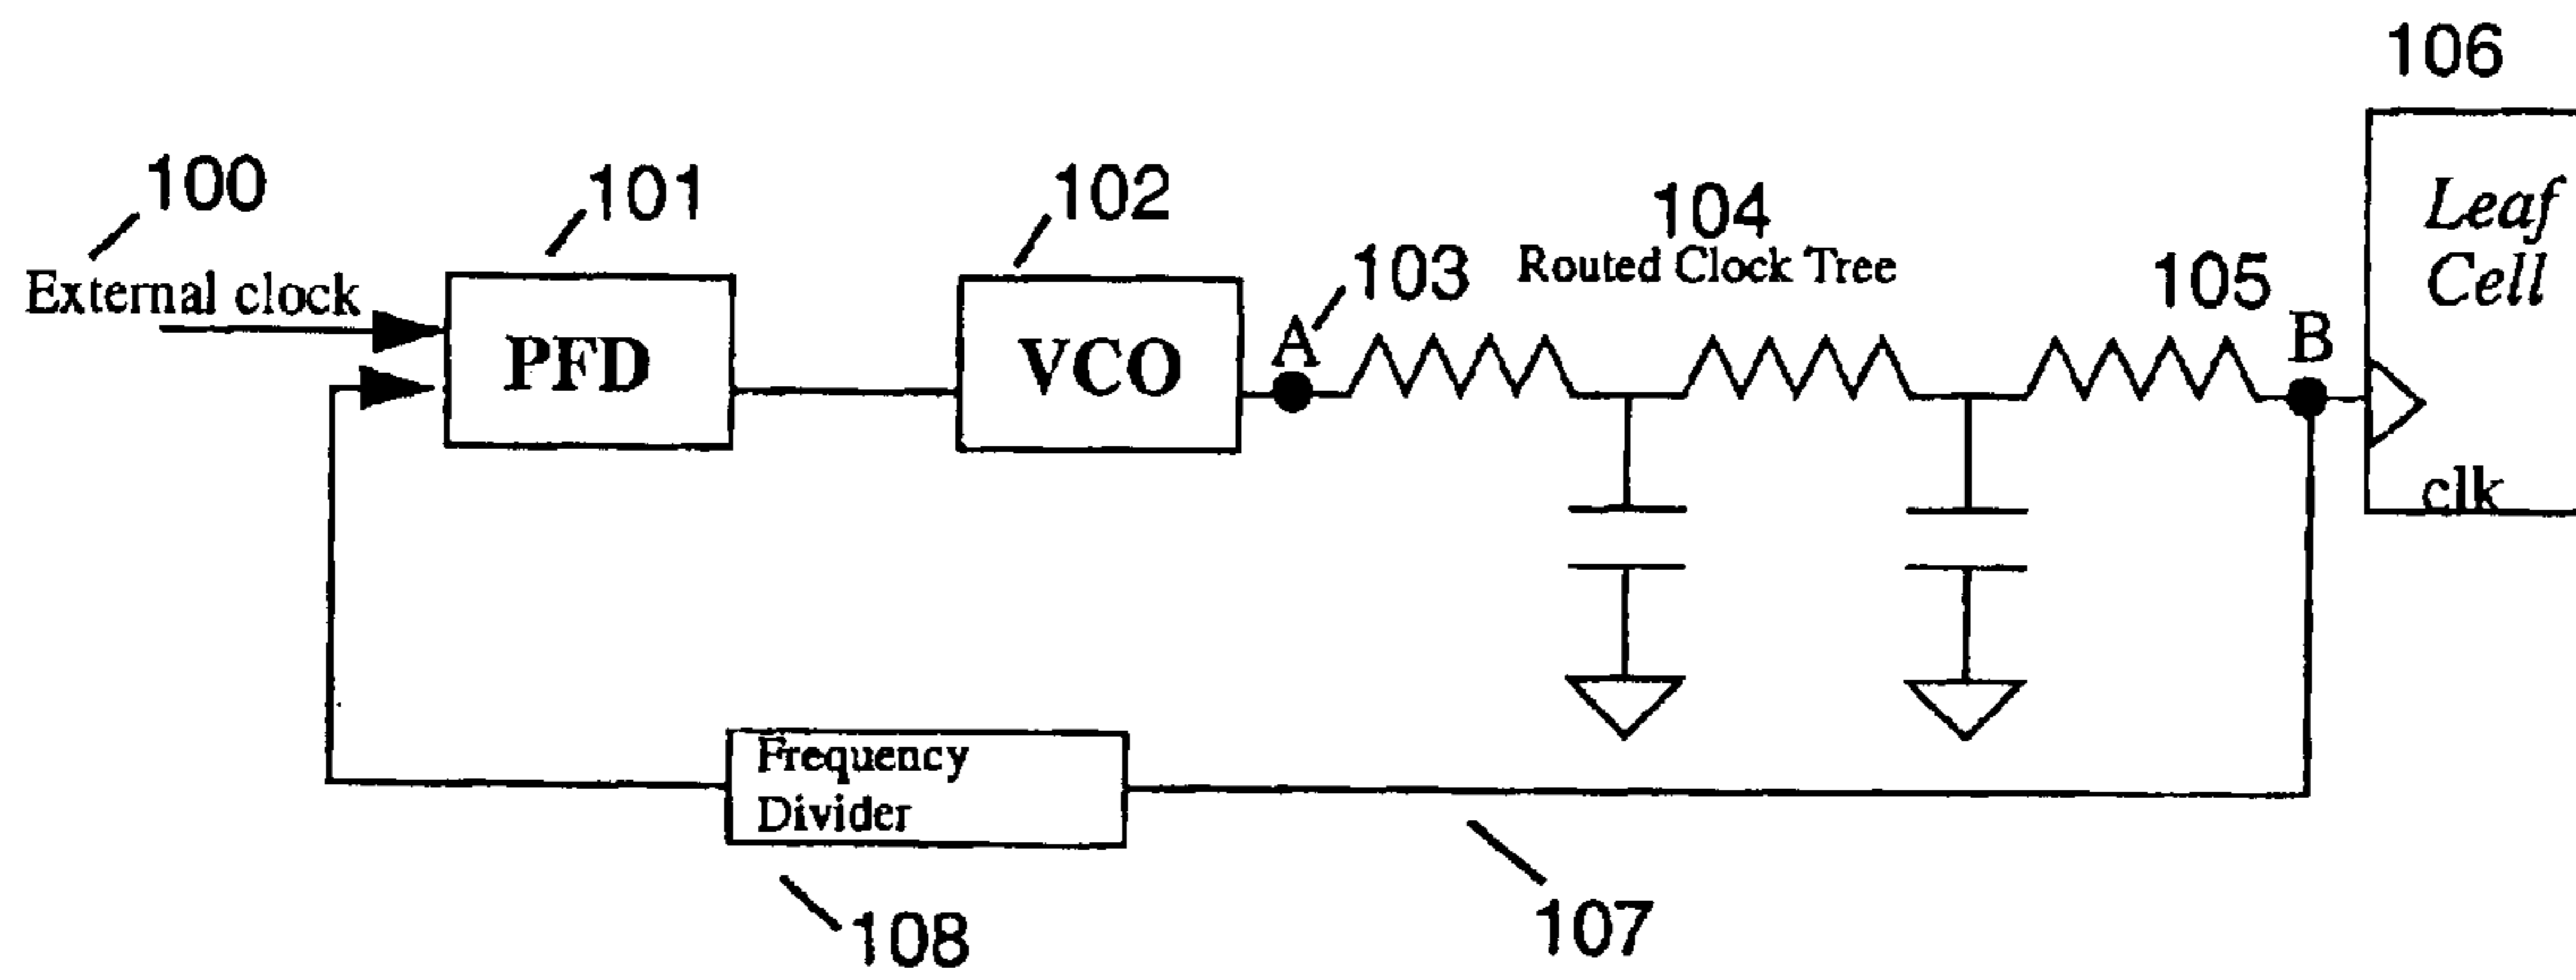 106
100
101
102
103
104
105
External clock
Routed Clock Tree
Leaf
Cell
PFD
VCO
A
B
clk
Frequency
Divider
108
107